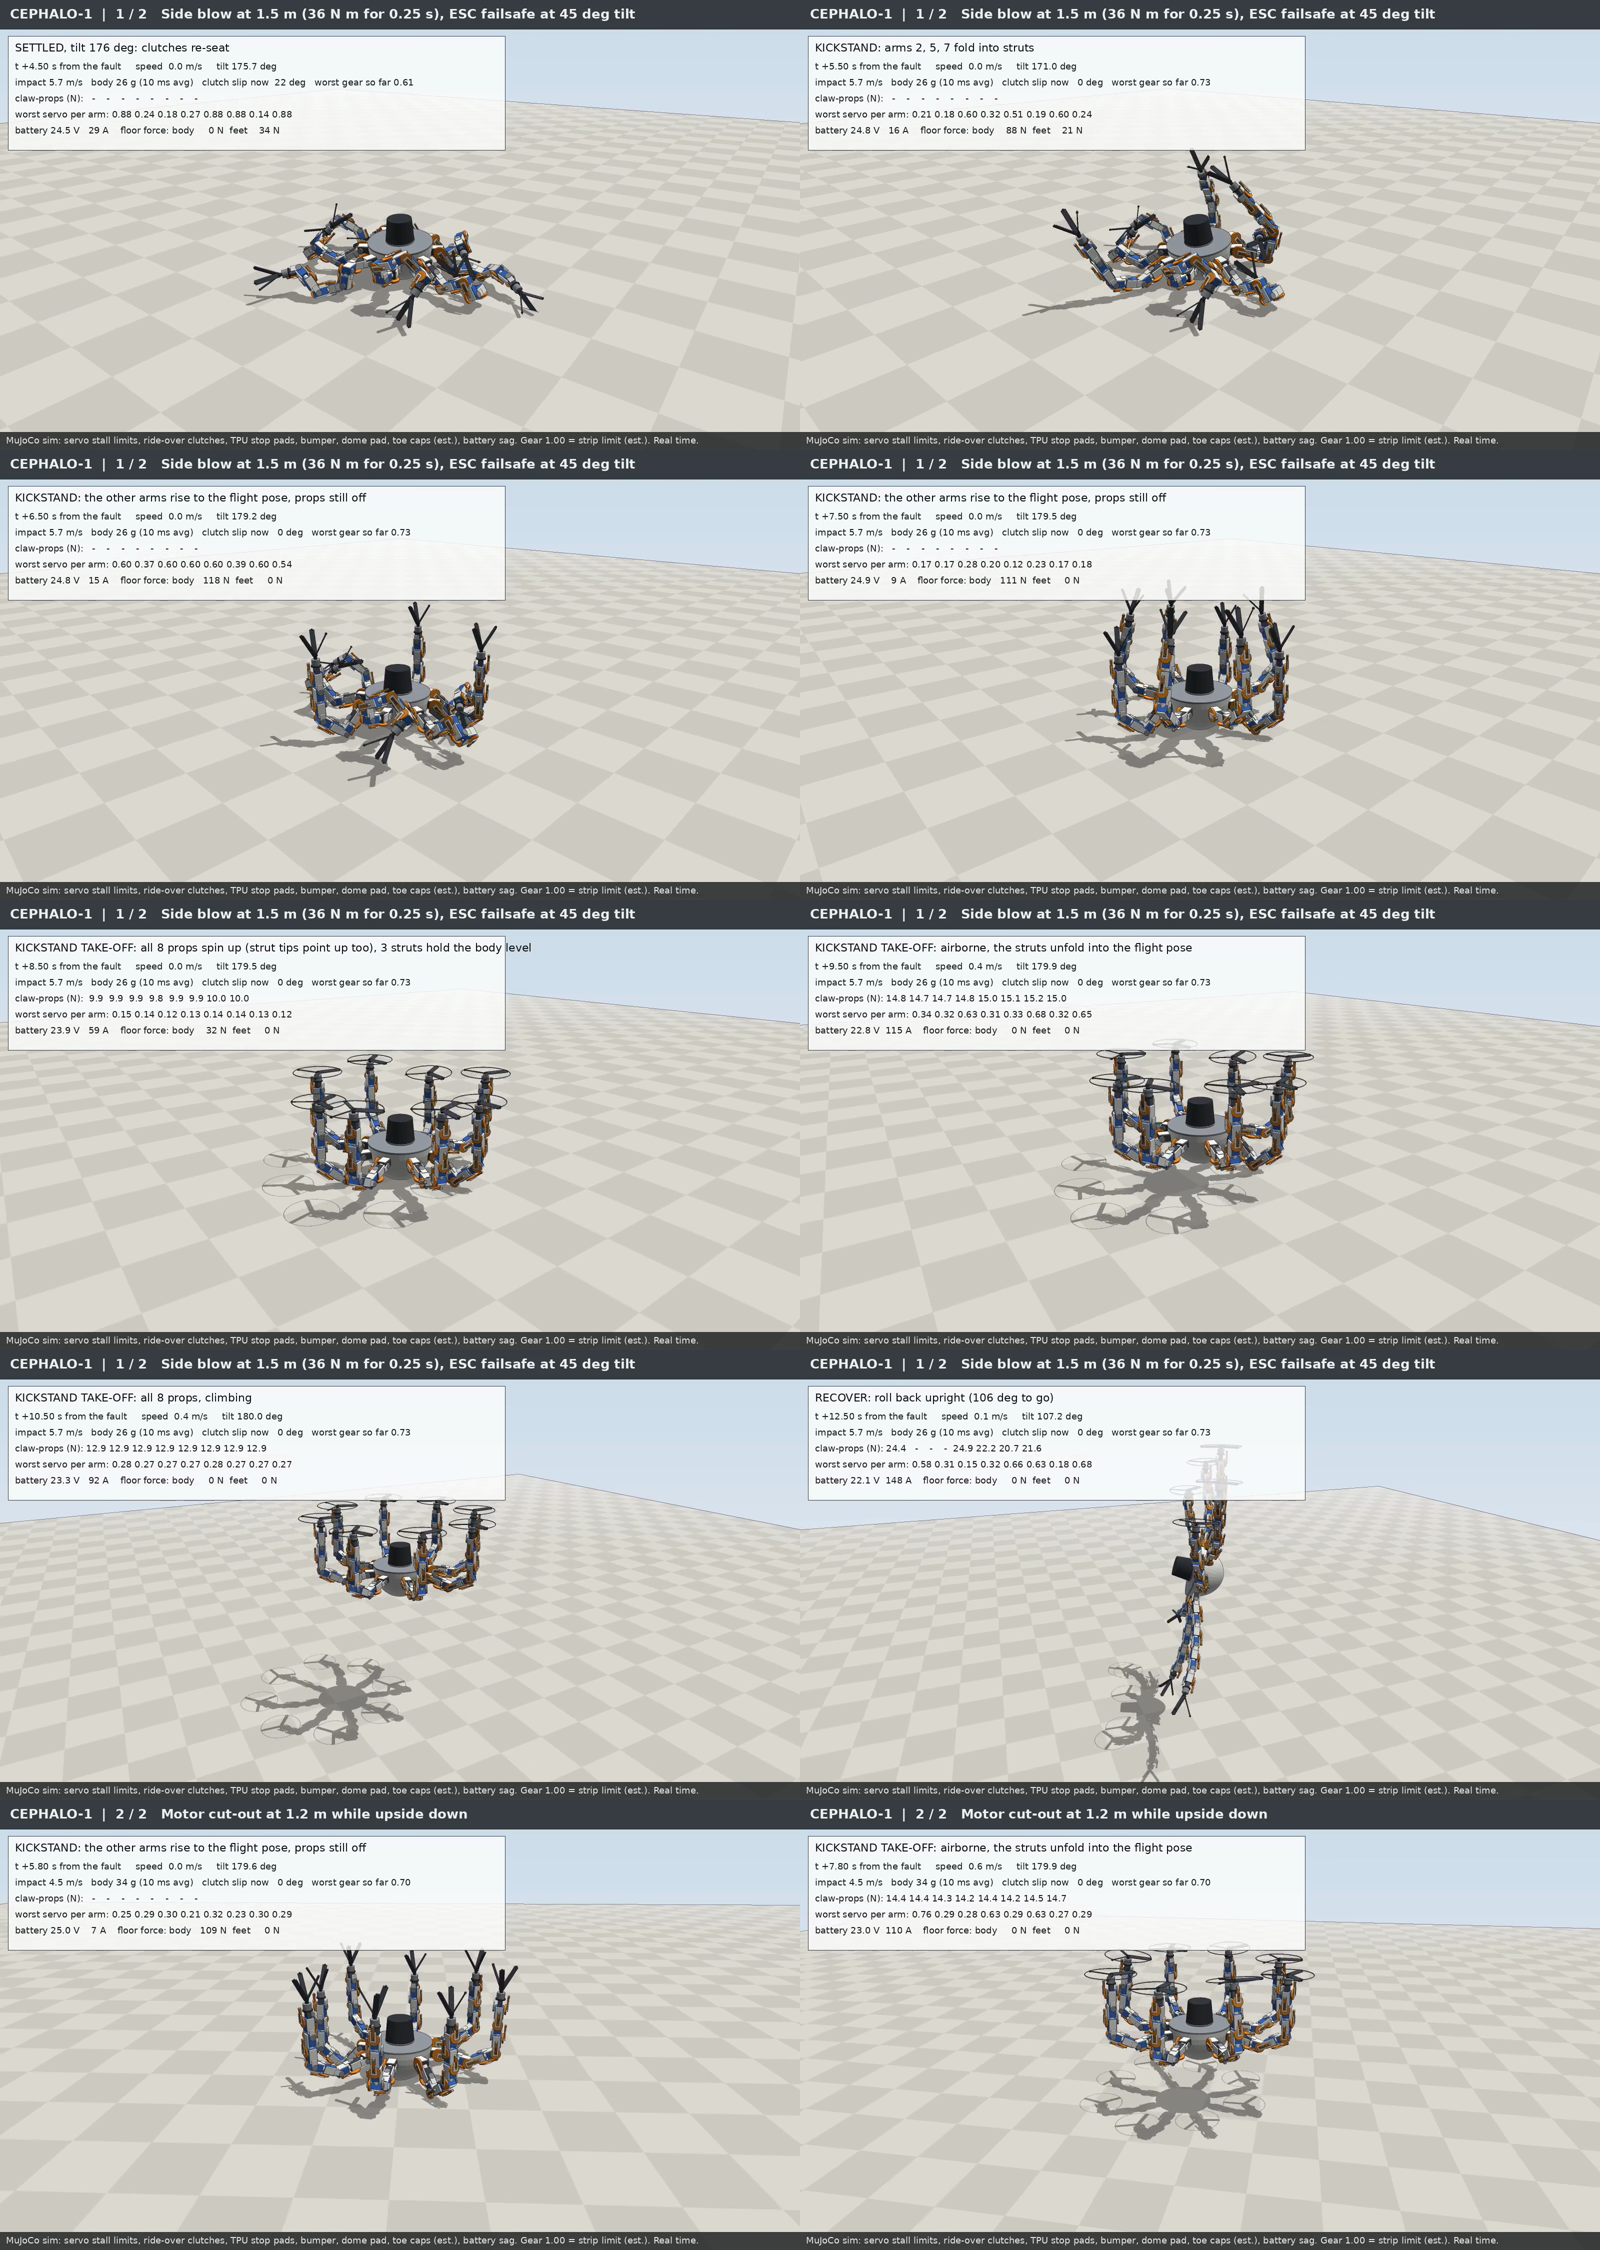 CEPHALO-1 | 1 / 2 Side blow at 1.5 m (36 N m for 0.25 s), ESC failsafe at 45 deg tilt
SETTLED, tilt 176 deg: clutches re-seat
t +4.50 s from the fault speed 0.0 m/s tilt 175.7 deg
impact 5.7 m/s body 26 g (10 ms avg) clutch slip now 22 deg worst gear so far 0.61
claw-props (N): - - - - - - - -
worst servo per arm: 0.88 0.24 0.18 0.27 0.88 0.88 0.14 0.88
battery 24.5 V 29 A floor force: body 0 N feet 34 N
MuJoCo sim: servo stall limits, ride-over clutches, TPU stop pads, bumper, dome pad, toe caps (est.), battery sag. Gear 1.00 = strip limit (est.). Real time.
CEPHALO-1 | 1 / 2 Side blow at 1.5 m (36 N m for 0.25 s), ESC failsafe at 45 deg tilt
KICKSTAND: arms 2, 5, 7 fold into struts
t +5.50 s from the fault speed 0.0 m/s tilt 171.0 deg
impact 5.7 m/s body 26 g (10 ms avg) clutch slip now 0 deg worst gear so far 0.73
claw-props (N): - - - - - - - -
worst servo per arm: 0.21 0.18 0.60 0.32 0.51 0.19 0.60 0.24
battery 24.8 V 16 A floor force: body 88 N feet 21 N
MuJoCo sim: servo stall limits, ride-over clutches, TPU stop pads, bumper, dome pad, toe caps (est.), battery sag. Gear 1.00 = strip limit (est.). Real time.
CEPHALO-1 | 1 / 2 Side blow at 1.5 m (36 N m for 0.25 s), ESC failsafe at 45 deg tilt
KICKSTAND: the other arms rise to the flight pose, props still off
t +6.50 s from the fault speed 0.0 m/s tilt 179.2 deg
impact 5.7 m/s body 26 g (10 ms avg) clutch slip now 0 deg worst gear so far 0.73
claw-props (N): - - - - - - - -
worst servo per arm: 0.60 0.37 0.60 0.60 0.60 0.39 0.60 0.54
battery 24.8 V 15 A floor force: body 118 N feet 0 N
MuJoCo sim: servo stall limits, ride-over clutches, TPU stop pads, bumper, dome pad, toe caps (est.), battery sag. Gear 1.00 = strip limit (est.). Real time.
CEPHALO-1 | 1 / 2 Side blow at 1.5 m (36 N m for 0.25 s), ESC failsafe at 45 deg tilt
KICKSTAND: the other arms rise to the flight pose, props still off
t +7.50 s from the fault speed 0.0 m/s tilt 179.5 deg
impact 5.7 m/s body 26 g (10 ms avg) clutch slip now 0 deg worst gear so far 0.73
claw-props (N): - - - - - - - -
worst servo per arm: 0.17 0.17 0.28 0.20 0.12 0.23 0.17 0.18
battery 24.9 V 9 A floor force: body 111 N feet 0 N
MuJoCo sim: servo stall limits, ride-over clutches, TPU stop pads, bumper, dome pad, toe caps (est.), battery sag. Gear 1.00 = strip limit (est.). Real time.
CEPHALO-1 | 1 / 2 Side blow at 1.5 m (36 N m for 0.25 s), ESC failsafe at 45 deg tilt
KICKSTAND TAKE-OFF: all 8 props spin up (strut tips point up too), 3 struts hold the body level
t +8.50 s from the fault speed 0.0 m/s tilt 179.5 deg
impact 5.7 m/s body 26 g (10 ms avg) clutch slip now 0 deg worst gear so far 0.73
claw-props (N): 9.9 9.9 9.9 9.8 9.9 9.9 10.0 10.0
worst servo per arm: 0.15 0.14 0.12 0.13 0.14 0.14 0.13 0.12
battery 23.9 V 59 A floor force: body 32 N feet 0 N
MuJoCo sim: servo stall limits, ride-over clutches, TPU stop pads, bumper, dome pad, toe caps (est.), battery sag. Gear 1.00 = strip limit (est.). Real time.
CEPHALO-1 | 1 / 2 Side blow at 1.5 m (36 N m for 0.25 s), ESC failsafe at 45 deg tilt
KICKSTAND TAKE-OFF: airborne, the struts unfold into the flight pose
t +9.50 s from the fault speed 0.4 m/s tilt 179.9 deg
impact 5.7 m/s body 26 g (10 ms avg) clutch slip now 0 deg worst gear so far 0.73
claw-props (N): 14.8 14.7 14.7 14.8 15.0 15.1 15.2 15.0
worst servo per arm: 0.34 0.32 0.63 0.31 0.33 0.68 0.32 0.65
battery 22.8 V 115 A floor force: body 0 N feet 0 N
MuJoCo sim: servo stall limits, ride-over clutches, TPU stop pads, bumper, dome pad, toe caps (est.), battery sag. Gear 1.00 = strip limit (est.). Real time.
CEPHALO-1 | 1 / 2 Side blow at 1.5 m (36 N m for 0.25 s), ESC failsafe at 45 deg tilt
KICKSTAND TAKE-OFF: all 8 props, climbing
t +10.50 s from the fault speed 0.4 m/s tilt 180.0 deg
impact 5.7 m/s body 26 g (10 ms avg) clutch slip now 0 deg worst gear so far 0.73
claw-props (N): 12.9 12.9 12.9 12.9 12.9 12.9 12.9 12.9
worst servo per arm: 0.28 0.27 0.27 0.27 0.28 0.27 0.27 0.27
battery 23.3 V 92 A floor force: body 0 N feet 0 N
MuJoCo sim: servo stall limits, ride-over clutches, TPU stop pads, bumper, dome pad, toe caps (est.), battery sag. Gear 1.00 = strip limit (est.). Real time.
CEPHALO-1 | 1 / 2 Side blow at 1.5 m (36 N m for 0.25 s), ESC failsafe at 45 deg tilt
RECOVER: roll back upright (106 deg to go)
t +12.50 s from the fault speed 0.1 m/s tilt 107.2 deg
impact 5.7 m/s body 26 g (10 ms avg) clutch slip now 0 deg worst gear so far 0.73
claw-props (N): 24.4 - - - 24.9 22.2 20.7 21.6
worst servo per arm: 0.58 0.31 0.15 0.32 0.66 0.63 0.18 0.68
battery 22.1 V 148 A floor force: body 0 N feet 0 N
MuJoCo sim: servo stall limits, ride-over clutches, TPU stop pads, bumper, dome pad, toe caps (est.), battery sag. Gear 1.00 = strip limit (est.). Real time.
CEPHALO-1 | 2 / 2 Motor cut-out at 1.2 m while upside down
KICKSTAND: the other arms rise to the flight pose, props still off
t +5.80 s from the fault speed 0.0 m/s tilt 179.6 deg
impact 4.5 m/s body 34 g (10 ms avg) clutch slip now 0 deg worst gear so far 0.70
claw-props (N): - - - - - - - -
worst servo per arm: 0.25 0.29 0.30 0.21 0.32 0.23 0.30 0.29
battery 25.0 V 7 A floor force: body 109 N feet 0 N
MuJoCo sim: servo stall limits, ride-over clutches, TPU stop pads, bumper, dome pad, toe caps (est.), battery sag. Gear 1.00 = strip limit (est.). Real time.
CEPHALO-1 | 2 / 2 Motor cut-out at 1.2 m while upside down
KICKSTAND TAKE-OFF: airborne, the struts unfold into the flight pose
t +7.80 s from the fault speed 0.6 m/s tilt 179.9 deg
impact 4.5 m/s body 34 g (10 ms avg) clutch slip now 0 deg worst gear so far 0.70
claw-props (N): 14.4 14.4 14.3 14.2 14.4 14.2 14.5 14.7
worst servo per arm: 0.76 0.29 0.28 0.63 0.29 0.63 0.27 0.29
battery 23.0 V 110 A floor force: body 0 N feet 0 N
MuJoCo sim: servo stall limits, ride-over clutches, TPU stop pads, bumper, dome pad, toe caps (est.), battery sag. Gear 1.00 = strip limit (est.). Real time.